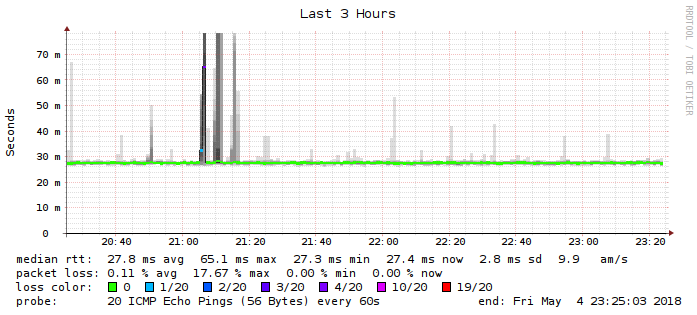 Last 3 Hours
RRDTOOL / TOBI OETIKER
Seconds
70 m
60 m
50 m
40 m
30 m
20 m
10 m
0
20:40 21:00 21:20 21:40 22:00 22:20 22:40 23:00 23:20
median rtt: 27.8 ms avg 65.1 ms max 27.3 ms min 27.4 ms now 2.8 ms sd 9.9 am/s
packet loss: 0.11 % avg 17.67 % max 0.00 % min 0.00 % now
loss color: 0 1/20 2/20 3/20 4/20 10/20 19/20
probe: 20 ICMP Echo Pings (56 Bytes) every 60s end: Fri May 4 23:25:03 2018